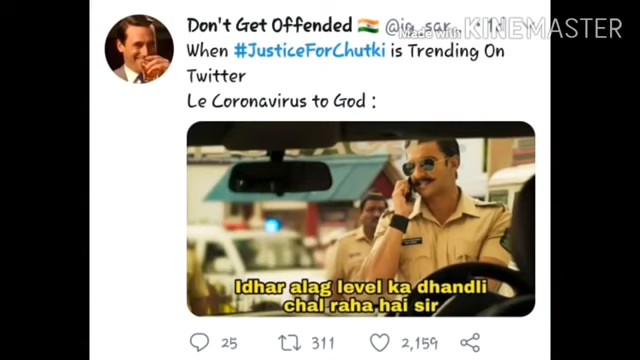 Don't Get Offended 🇮🇳 @in_sar..
Made with KINEMASTER
When #JusticeForChutki is Trending On
Twitter
Le Coronavirus to God :
Idhar alag level ka dhandli
chal raha hai sir
25 311 2,159